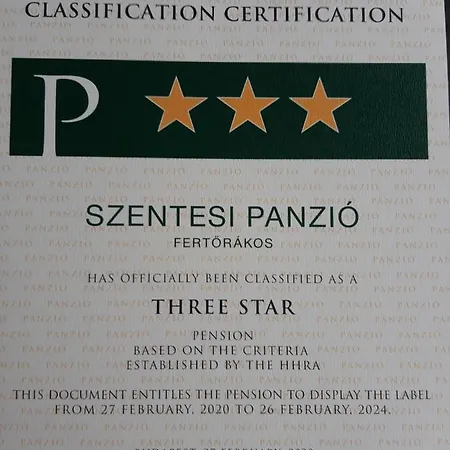 CLASSIFICATION CERTIFICATION
P
SZENTESI PANZIÓ
FERTŐRÁKOS
HAS OFFICIALLY BEEN CLASSIFIED AS A
THREE STAR
PENSION
BASED ON THE CRITERIA
ESTABLISHED BY THE HHRA
THIS DOCUMENT ENTITLES THE PENSION TO DISPLAY THE LABEL
FROM 27 FEBRUARY, 2020 TO 26 FEBRUARY, 2024.